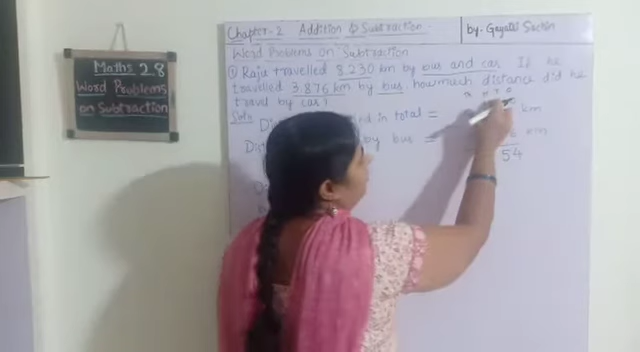 Maths 2.8
Word Problems
on Subtraction
Chapter-2 Addition & Subtraction
by- Gayatri Sachin
Word Problems on Subtraction
① Raju travelled 8,230 km by bus and car. If he
travelled 3,876 km by bus, howmuch distance did he
travel by car?
Soln
in total =
km
by bus =
km
54